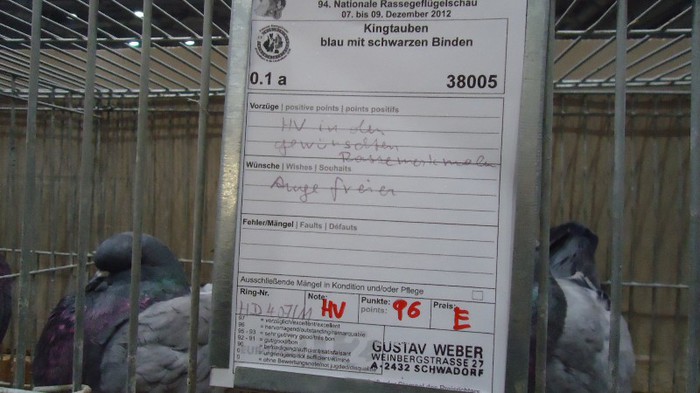 94. Nationale Rassegeflügelschau
07. bis 09. Dezember 2012
Kingtauben
blau mit schwarzen Binden
0.1 a 38005
Vorzüge | positive points | points positifs
HV in den
gewünschten
Rassemerkmalen
Wünsche | Wishes | Souhaits
Auge freier
Fehler/Mängel | Faults | Défauts
Ausschließende Mängel in Kondition und/oder Pflege
Ring-Nr. Note: HV Punkte: points: 96 Preis: E
GUSTAV WEBER
WEINBERGSTRASSE 27
A-2432 SCHWADORF